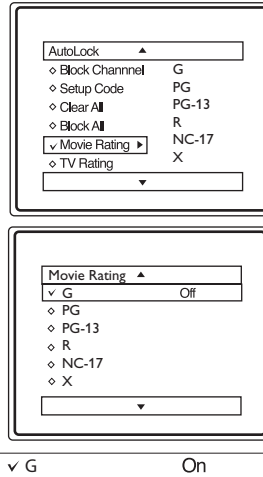 AutoLock
Block Channnel G
Setup Code PG
Clear All PG-13
Block All R
Movie Rating NC-17
TV Rating X
Movie Rating
G Off
PG
PG-13
R
NC-17
X
G On